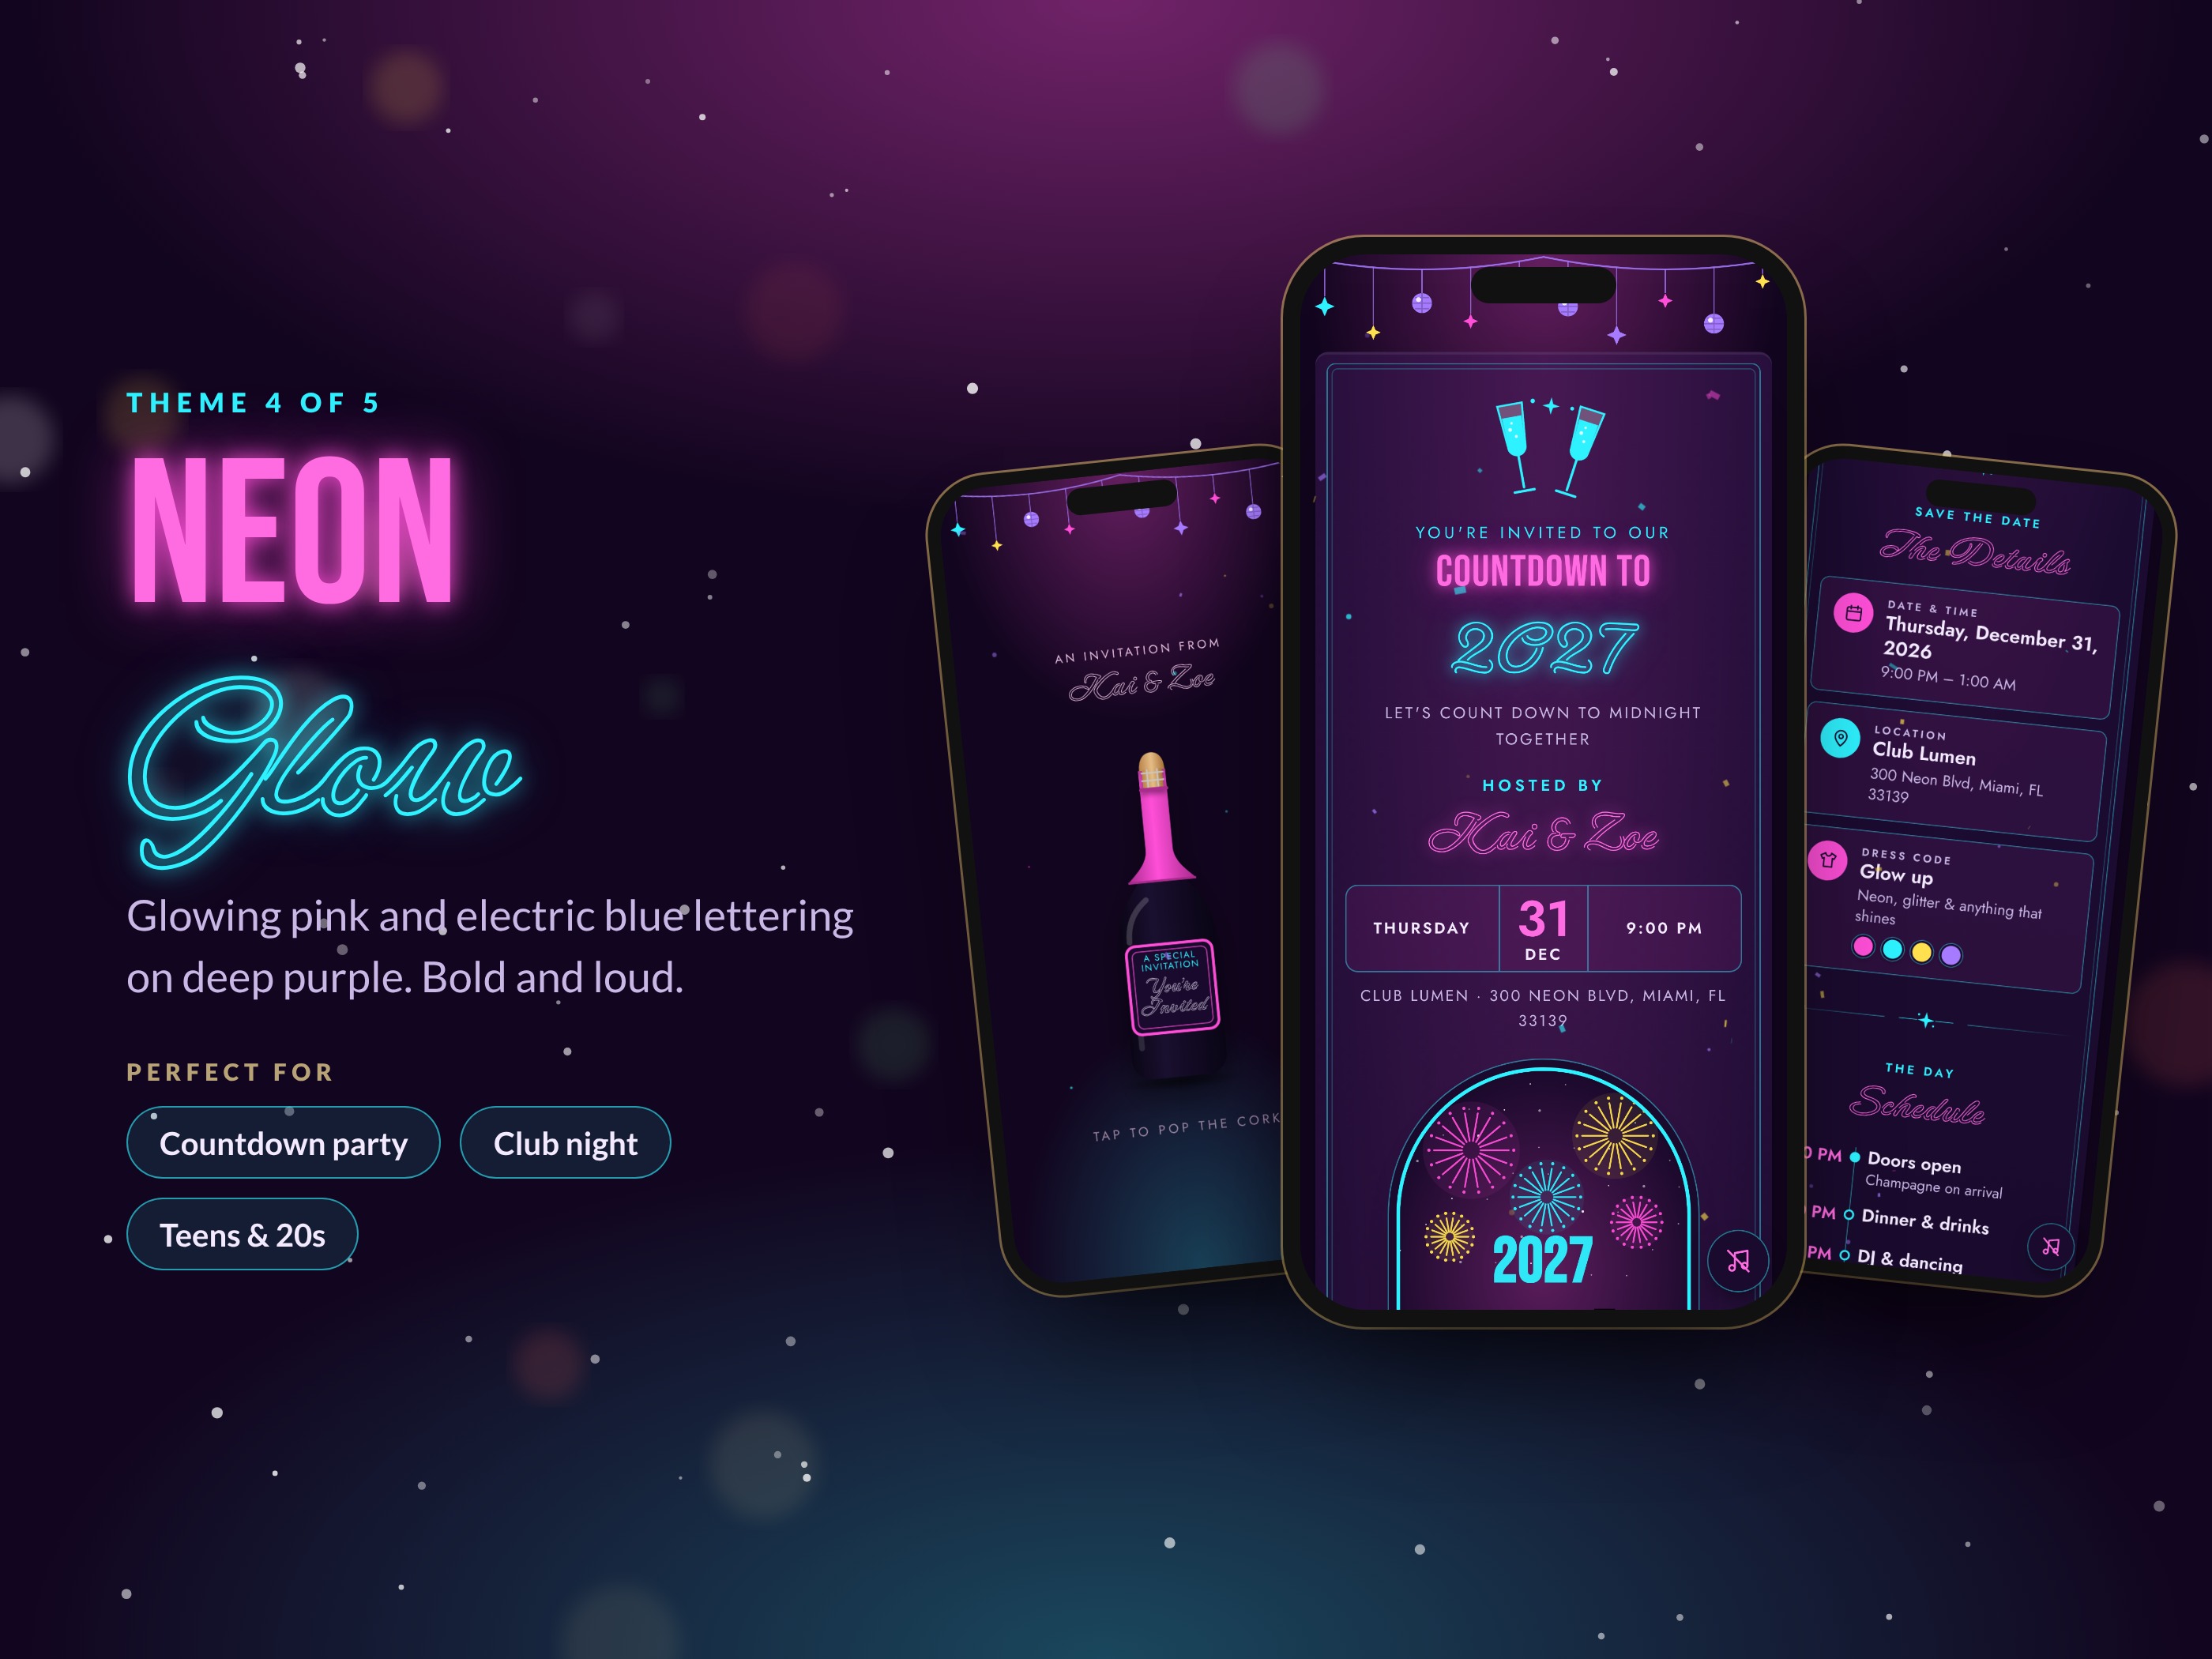 THEME 4 OF 5
NEON
Glow
Glowing pink and electric blue lettering
on deep purple. Bold and loud.
PERFECT FOR
Countdown party
Club night
Teens & 20s
AN INVITATION FROM
Kai & Zoe
A SPECIAL
INVITATION
You're
Invited
TAP TO POP THE CORK
YOU'RE INVITED TO OUR
COUNTDOWN TO
2027
LET'S COUNT DOWN TO MIDNIGHT
TOGETHER
HOSTED BY
Kai & Zoe
THURSDAY
31
DEC
9:00 PM
CLUB LUMEN · 300 NEON BLVD, MIAMI, FL
33139
2027
SAVE THE DATE
The Details
DATE & TIME
Thursday, December 31,
2026
9:00 PM – 1:00 AM
LOCATION
Club Lumen
300 Neon Blvd, Miami, FL
33139
DRESS CODE
Glow up
Neon, glitter & anything that
shines
THE DAY
Schedule
PM Doors open
Champagne on arrival
PM Dinner & drinks
PM DJ & dancing